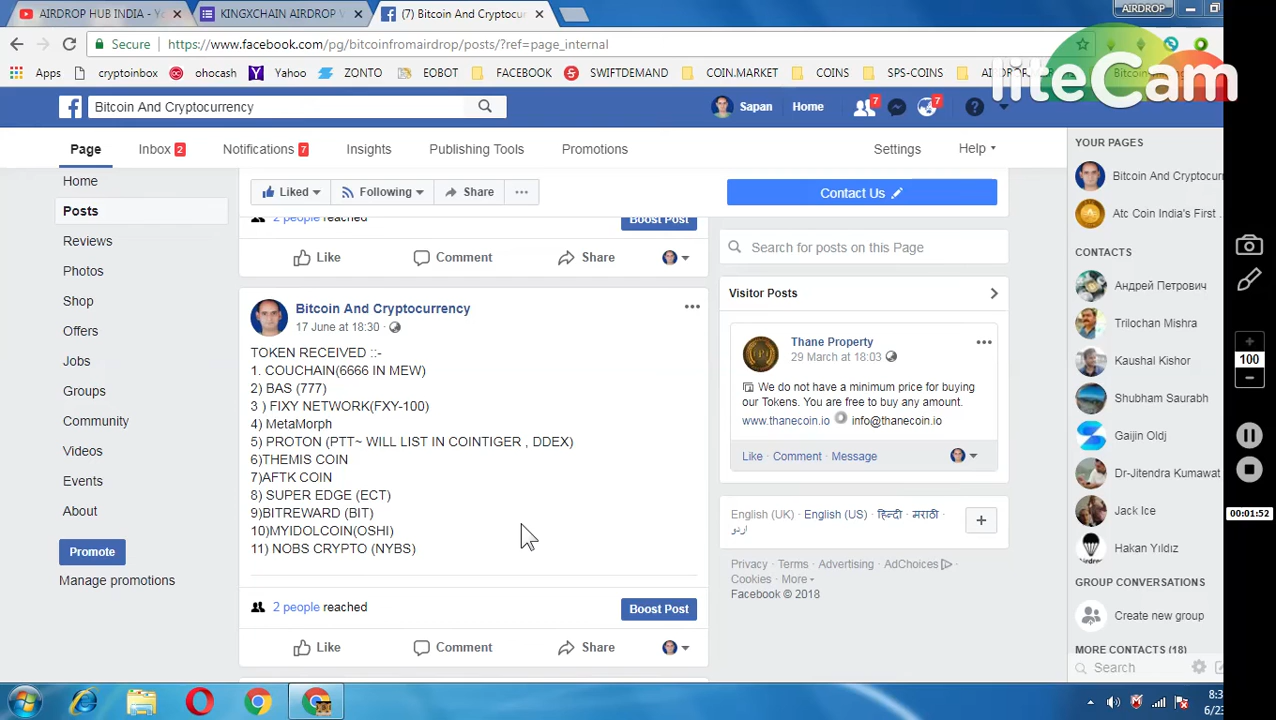 AIRDROP HUB INDIA - Y
KINGXCHAIN AIRDROP V
(7) Bitcoin And Cryptocu
AIRDROP
Secure
https://www.facebook.com/pg/bitcoinfromairdrop/posts/?ref=page_internal
Apps
cryptoinbox
ohocash
Yahoo
EOBOT
FACEBOOK
SWIFTDEMAND
COIN.MARKET
COINS
SPS-COINS
liteCam
Bitcoin And Cryptocurrency
Sapan
Home
7
7
Page
Inbox 2
Notifications 7
Insights
Publishing Tools
Promotions
Settings
Help
Home
Posts
Reviews
Photos
Shop
Offers
Jobs
Groups
Community
Videos
Events
About
Promote
Manage promotions
Liked
Following
Share
Contact Us
2 people reached
Boost Post
Like
Comment
Share
Bitcoin And Cryptocurrency
17 June at 18:30
TOKEN RECEIVED ::-
1. COUCHAIN(6666 IN MEW)
2) BAS (777)
3 ) FIXY NETWORK(FXY-100)
4) MetaMorph
5) PROTON (PTT~ WILL LIST IN COINTIGER , DDEX)
6)THEMIS COIN
7)AFTK COIN
8) SUPER EDGE (ECT)
9)BITREWARD (BIT)
10)MYIDOLCOIN(OSHI)
11) NOBS CRYPTO (NYBS)
2 people reached
Boost Post
Like
Comment
Share
Search for posts on this Page
Visitor Posts
Thane Property
29 March at 18:03
We do not have a minimum price for buying
our Tokens. You are free to buy any amount.
www.thanecoin.io info@thanecoin.io
Like · Comment · Message
English (UK) · English (US) · हिन्दी · मराठी ·
اردو
Privacy · Terms · Advertising · AdChoices ·
Cookies · More
Facebook © 2018
YOUR PAGES
Bitcoin And Cryptocurr
Atc Coin India's First
CONTACTS
Андрей Петрович
Trilochan Mishra
Kaushal Kishor
Shubham Saurabh
Gaijin Oldj
Dr-Jitendra Kumawat
Jack Ice
Hakan Yıldız
GROUP CONVERSATIONS
Create new group
MORE CONTACTS (18)
Search
100
00:01:52
8:3
6/23